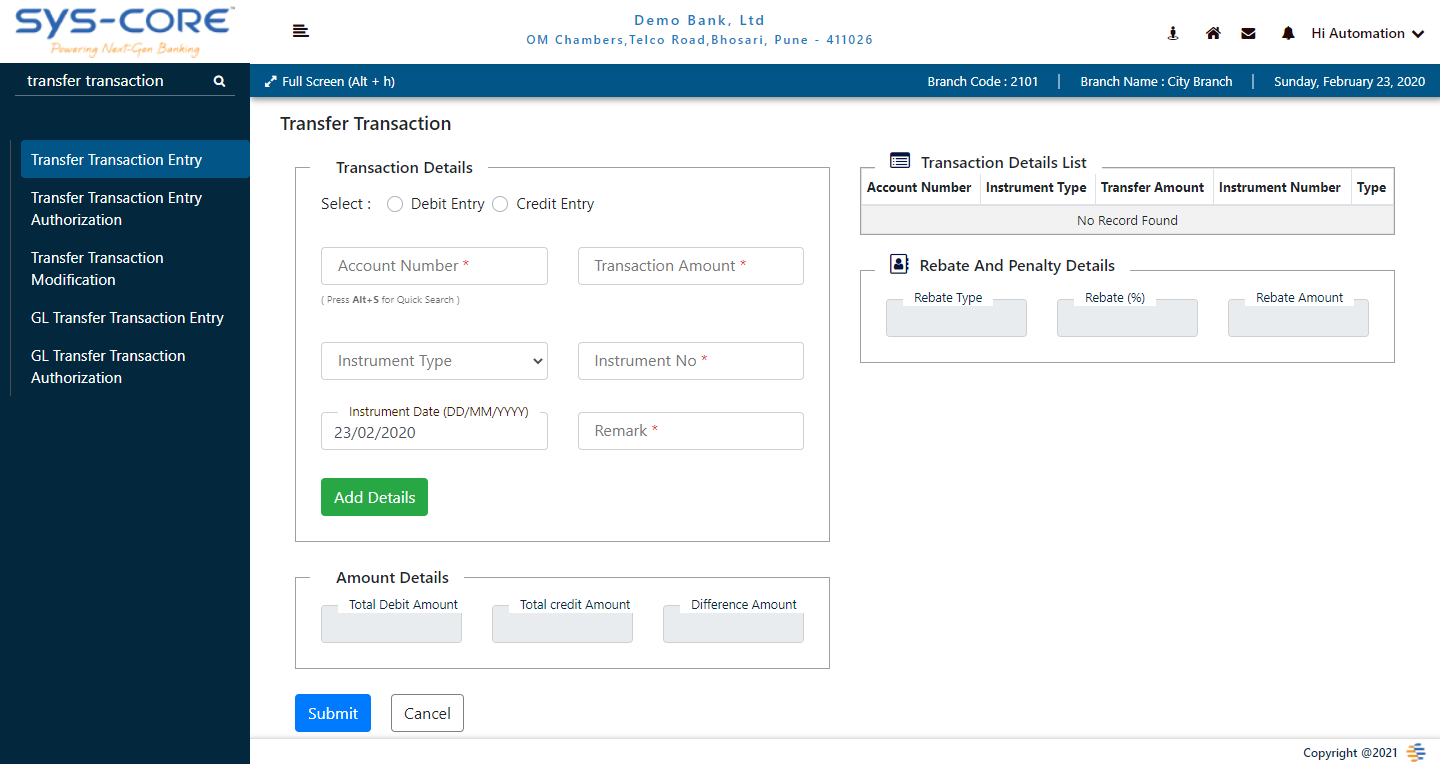 SYS-CORE™
Powering Next-Gen Banking
Demo Bank, Ltd
OM Chambers,Telco Road,Bhosari, Pune - 411026
Hi Automation
transfer transaction
Full Screen (Alt + h)
Branch Code : 2101 | Branch Name : City Branch | Sunday, February 23, 2020
Transfer Transaction Entry
Transfer Transaction Entry
Authorization
Transfer Transaction
Modification
GL Transfer Transaction Entry
GL Transfer Transaction
Authorization
Transfer Transaction
Transaction Details
Select : Debit Entry Credit Entry
Account Number * Transaction Amount *
( Press Alt+S for Quick Search )
Instrument Type Instrument No *
Instrument Date (DD/MM/YYYY)
23/02/2020 Remark *
Add Details
Amount Details
Total Debit Amount Total credit Amount Difference Amount
Submit Cancel
Transaction Details List
Account Number Instrument Type Transfer Amount Instrument Number Type
No Record Found
Rebate And Penalty Details
Rebate Type Rebate (%) Rebate Amount
Copyright @2021